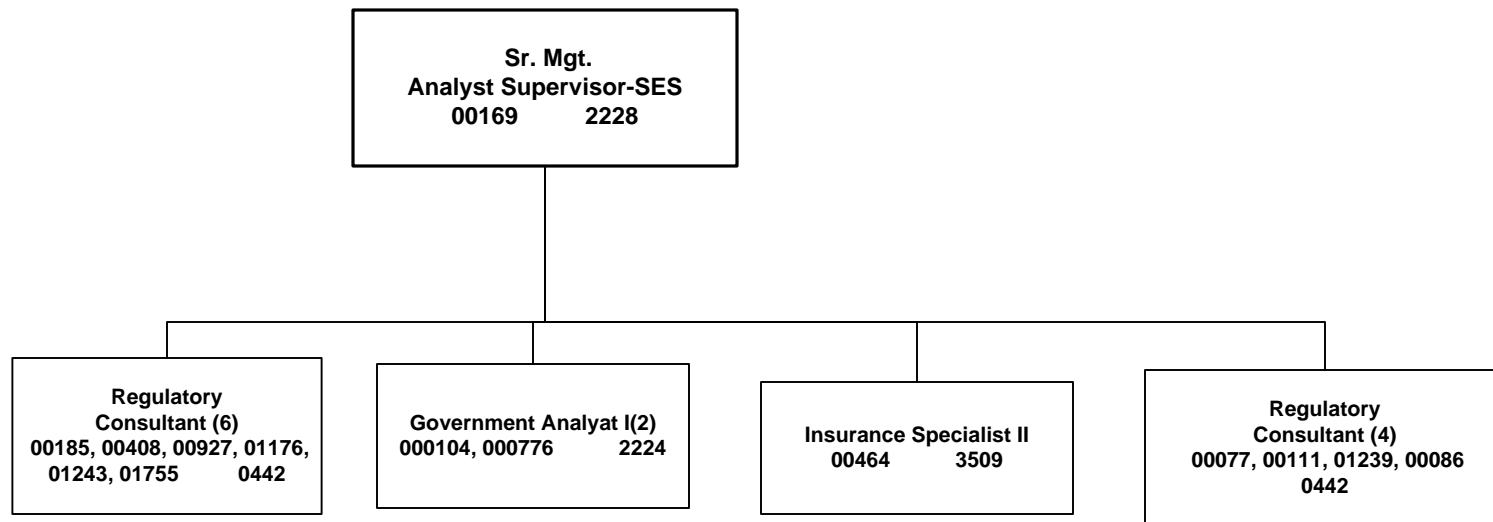 Sr. Mgt.
Analyst Supervisor-SES
00169 2228
Regulatory
Consultant (6)
00185, 00408, 00927, 01176,
01243, 01755 0442
Government Analyat I(2)
000104, 000776 2224
Insurance Specialist II
00464 3509
Regulatory
Consultant (4)
00077, 00111, 01239, 00086
0442